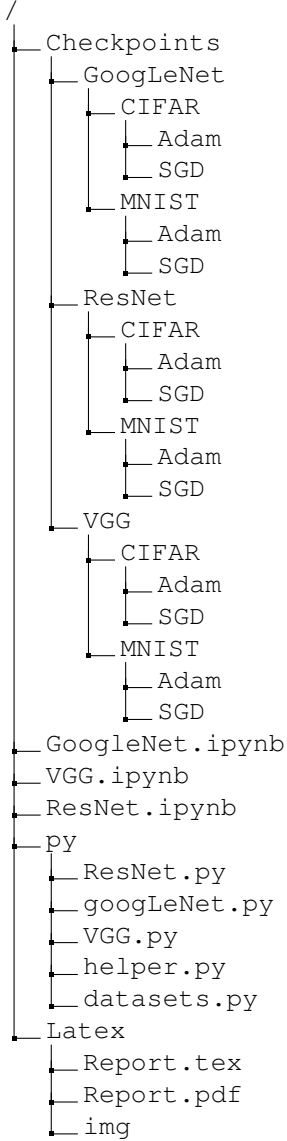 /
Checkpoints
GoogLeNet
CIFAR
Adam
SGD
MNIST
Adam
SGD
ResNet
CIFAR
Adam
SGD
MNIST
Adam
SGD
VGG
CIFAR
Adam
SGD
MNIST
Adam
SGD
GoogleNet.ipynb
VGG.ipynb
ResNet.ipynb
py
ResNet.py
googLeNet.py
VGG.py
helper.py
datasets.py
Latex
Report.tex
Report.pdf
img